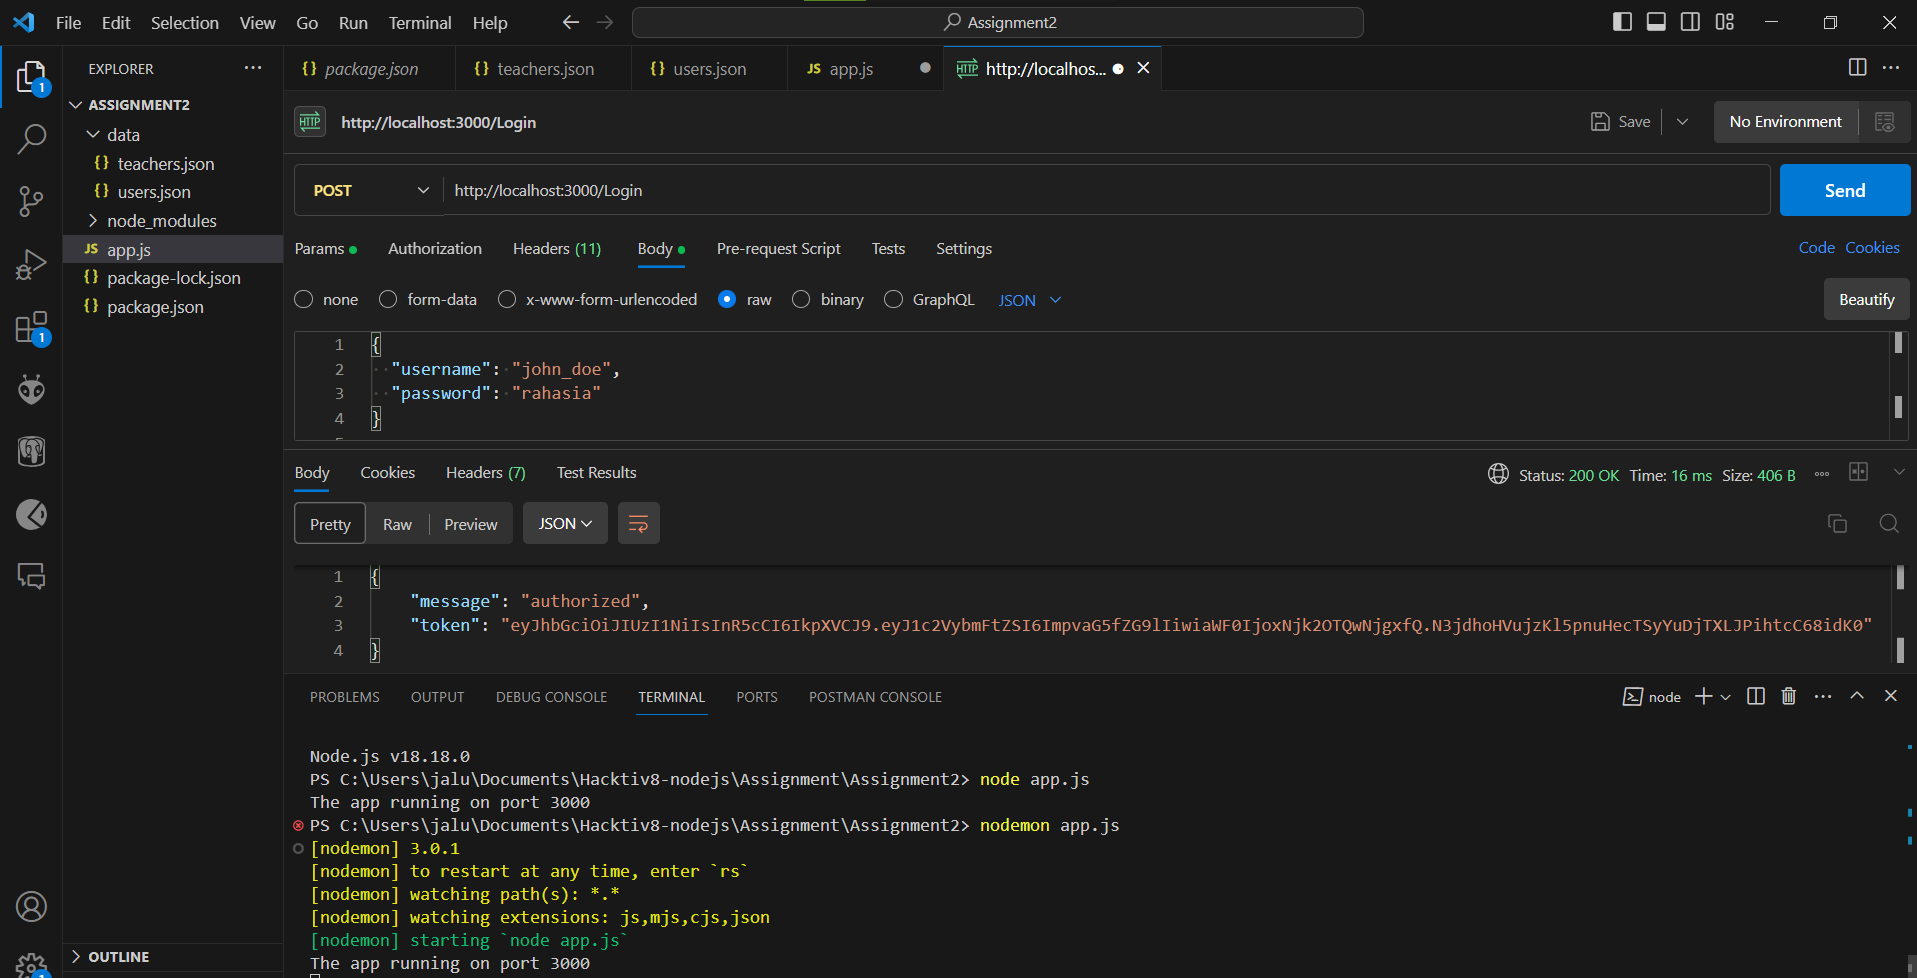 File Edit Selection View Go Run Terminal Help
Assignment2
EXPLORER
ASSIGNMENT2
data
{} teachers.json
{} users.json
node_modules
JS app.js
{} package-lock.json
{} package.json
OUTLINE
1
1
1
{} package.json
{} teachers.json
{} users.json
JS app.js
HTTP http://localhos...
HTTP http://localhost:3000/Login
Save
No Environment
POST http://localhost:3000/Login
Send
Params Authorization Headers (11) Body Pre-request Script Tests Settings
Code Cookies
none form-data x-www-form-urlencoded raw binary GraphQL JSON
Beautify
1 {
2 "username": "john_doe",
3 "password": "rahasia"
4 }
Body Cookies Headers (7) Test Results
Status: 200 OK Time: 16 ms Size: 406 B
Pretty Raw Preview JSON
1 {
2 "message": "authorized",
3 "token": "eyJhbGciOiJIUzI1NiIsInR5cCI6IkpXVCJ9.eyJ1c2VybmFtZSI6ImpvaG5fZG9lIiwiaWF0IjoxNjk2OTQwNjgxfQ.N3jdhoHVujzKl5pnuHecTSyYuDjTXLJPihtcC68idK0"
4 }
PROBLEMS OUTPUT DEBUG CONSOLE TERMINAL PORTS POSTMAN CONSOLE
node
Node.js v18.18.0
PS C:\Users\jalu\Documents\Hacktiv8-nodejs\Assignment\Assignment2> node app.js
The app running on port 3000
PS C:\Users\jalu\Documents\Hacktiv8-nodejs\Assignment\Assignment2> nodemon app.js
[nodemon] 3.0.1
[nodemon] to restart at any time, enter `rs`
[nodemon] watching path(s): *.*
[nodemon] watching extensions: js,mjs,cjs,json
[nodemon] starting `node app.js`
The app running on port 3000